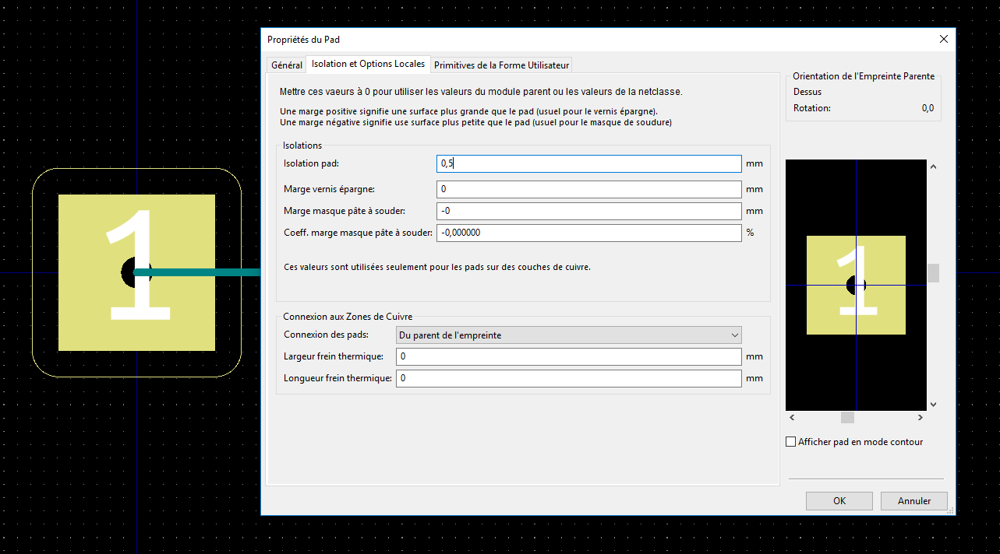 Propriétés du Pad
Général
Isolation et Options Locales
Primitives de la Forme Utilisateur
Mettre ces vaeurs à 0 pour utiliser les valeurs du module parent ou les valeurs de la netclasse.
Une marge positive signifie une surface plus grande que le pad (usuel pour le vernis épargne).
Une marge négative signifie use surface plus petite que le pad (usuel pour le masque de soudure)
Isolations
Isolation pad: 0,5 mm
Marge vernis épargne: 0 mm
Marge masque pâte à souder: -0 mm
Coeff. marge masque pâte à souder: -0,000000 %
Ces valeurs sont utilisées seulement pour les pads sur des couches de cuivre.
Connexion aux Zones de Cuivre
Connexion des pads: Du parent de l'empreinte
Largeur frein thermique: 0 mm
Longueur frein thermique: 0 mm
Orientation de l'Empreinte Parente
Dessus
Rotation: 0,0
1
1
Afficher pad en mode contour
OK
Annuler